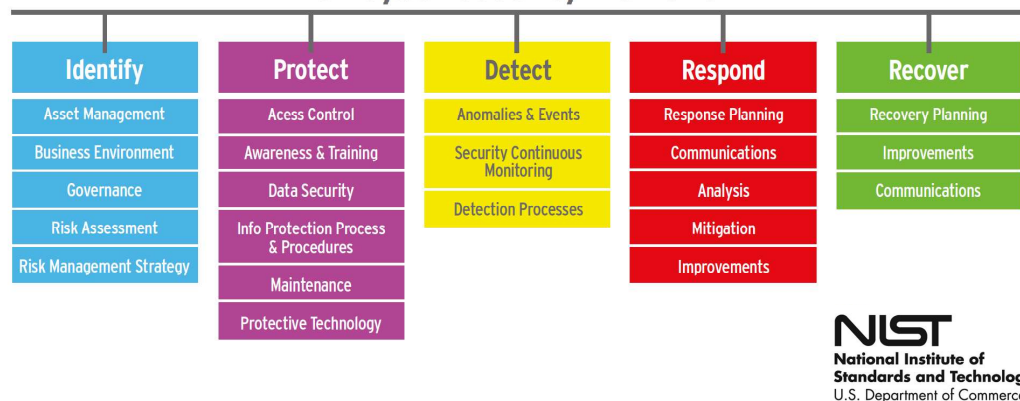 Identify
Asset Management
Business Environment
Governance
Risk Assessment
Risk Management Strategy
Protect
Acess Control
Awareness & Training
Data Security
Info Protection Process
& Procedures
Maintenance
Protective Technology
Detect
Anomalies & Events
Security Continuous
Monitoring
Detection Processes
Respond
Response Planning
Communications
Analysis
Mitigation
Improvements
Recover
Recovery Planning
Improvements
Communications
NIST
National Institute of
Standards and Technolog
U.S. Department of Commerce